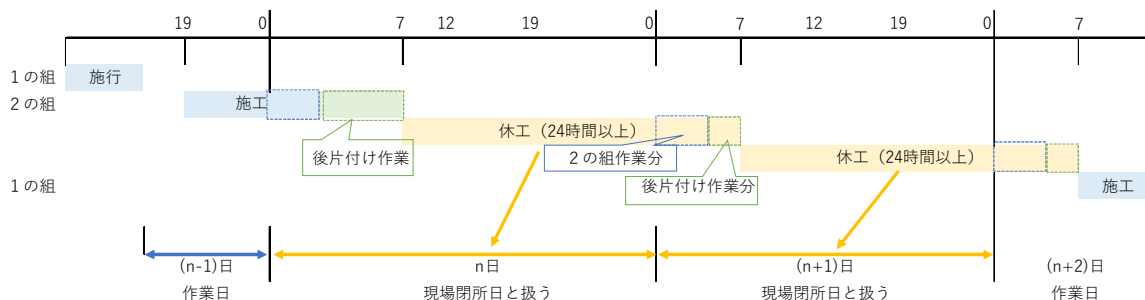 19 0 7 12 19 0 7 12 19 0 7
1の組 施行
2の組 施工
後片付け作業
休工（24時間以上）
2の組作業分
後片付け作業分
休工（24時間以上）
1の組 施工
(n-1)日 n日 (n+1)日 (n+2)日
作業日 現場閉所日と扱う 現場閉所日と扱う 作業日